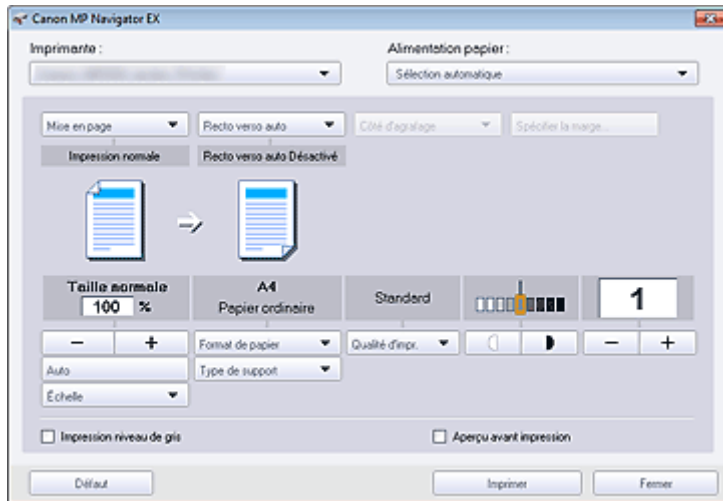 Canon MP Navigator EX
Imprimante :
Alimentation papier :
Sélection automatique
Mise en page
Recto verso auto
Côté d'agrafage
Spécifier la marge...
Impression normale
Recto verso auto Désactivé
Taille normale
100 %
A4
Papier ordinaire
Standard
1
Format de papier
Qualité d'impr.
Auto
Type de support
Échelle
Impression niveau de gris
Aperçu avant impression
Défaut
Imprimer
Fermer